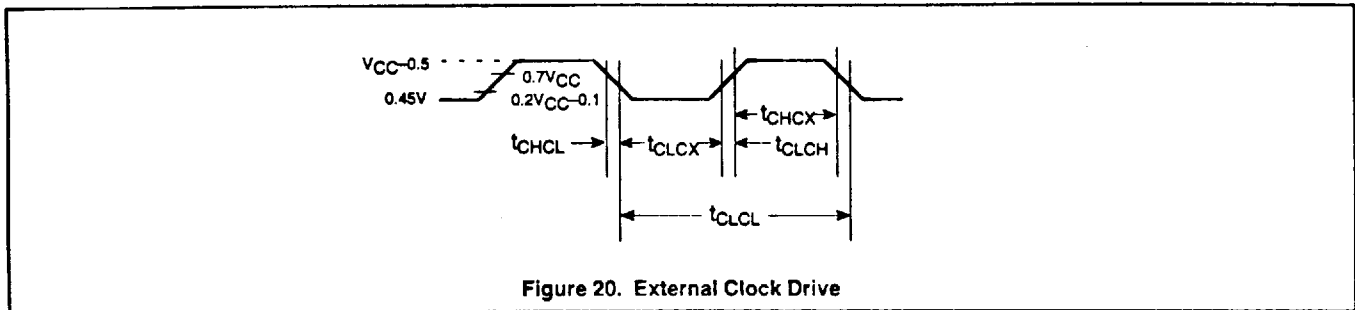 VCC–0.5
0.7VCC
0.45V
0.2VCC–0.1
tCHCX
tCHCL
tCLCX
tCLCH
tCLCL
Figure 20. External Clock Drive